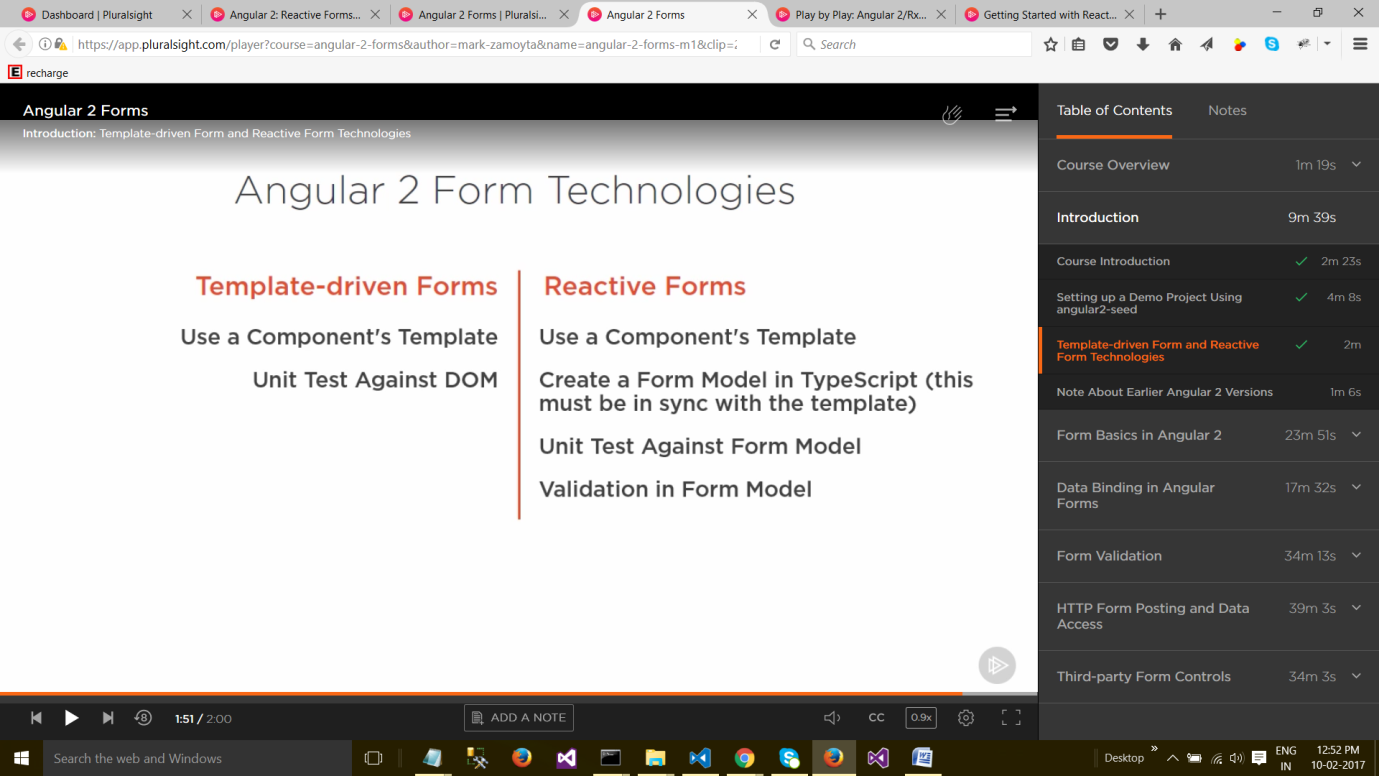 Dashboard | Pluralsight
Angular 2: Reactive Forms...
Angular 2 Forms | Pluralsi...
Angular 2 Forms
Play by Play: Angular 2/Rx...
Getting Started with React...
https://app.pluralsight.com/player?course=angular-2-forms&author=mark-zamoyta&name=angular-2-forms-m1&clip=2
Search
E recharge
Angular 2 Forms
Introduction: Template-driven Form and Reactive Form Technologies
Angular 2 Form Technologies
Template-driven Forms
Use a Component's Template
Unit Test Against DOM
Reactive Forms
Use a Component's Template
Create a Form Model in TypeScript (this
must be in sync with the template)
Unit Test Against Form Model
Validation in Form Model
8
1:51 / 2:00
ADD A NOTE
CC
0.9x
Table of Contents
Notes
Course Overview 1m 19s
Introduction 9m 39s
Course Introduction 2m 23s
Setting up a Demo Project Using
angular2-seed 4m 8s
Template-driven Form and Reactive
Form Technologies 2m
Note About Earlier Angular 2 Versions 1m 6s
Form Basics in Angular 2 23m 51s
Data Binding in Angular
Forms 17m 32s
Form Validation 34m 13s
HTTP Form Posting and Data
Access 39m 3s
Third-party Form Controls 34m 3s
Search the web and Windows
Desktop
ENG
IN
12:52 PM
10-02-2017